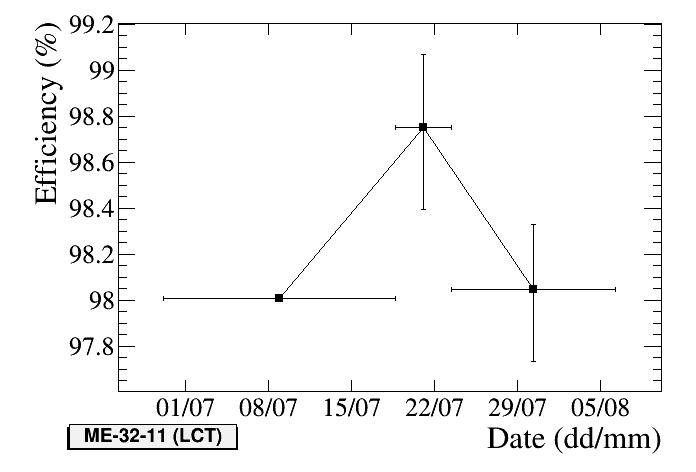 Efficiency (%)
99.2
99
98.8
98.6
98.4
98.2
98
97.8
01/07 08/07 15/07 22/07 29/07 05/08
Date (dd/mm)
ME-32-11 (LCT)